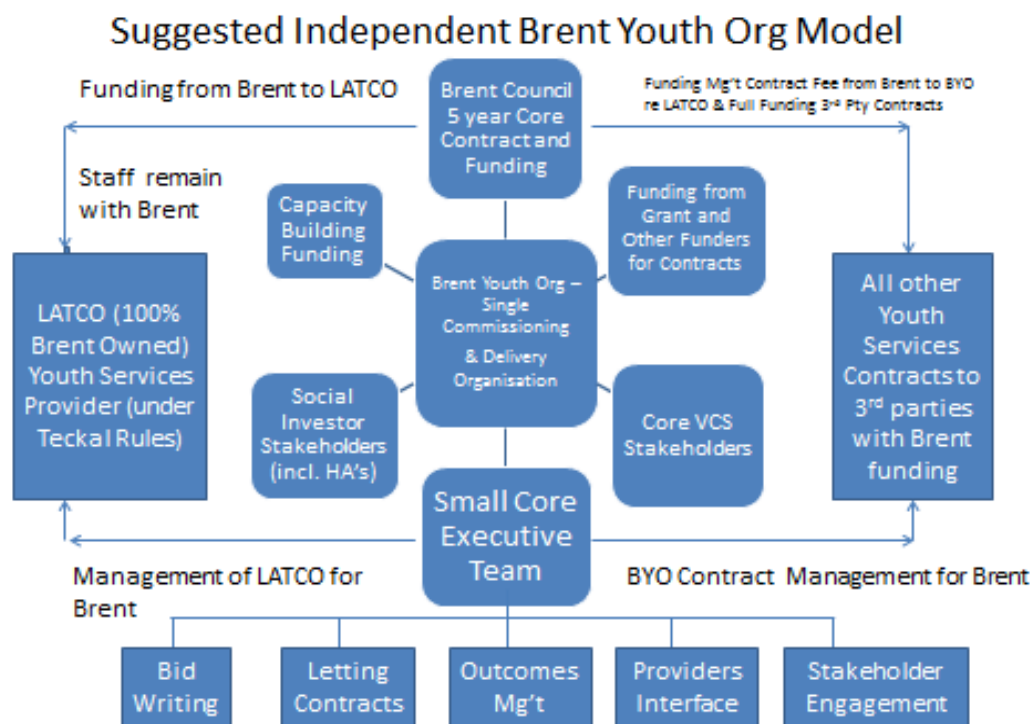 Suggested Independent Brent Youth Org Model
Funding from Brent to LATCO
Brent Council
5 year Core
Contract and
Funding
Funding Mg't Contract Fee from Brent to BYO
re LATCO & Full Funding 3rd Pty Contracts
Staff remain
with Brent
Capacity
Building
Funding
Funding from
Grant and
Other Funders
for Contracts
LATCO (100%
Brent Owned)
Youth Services
Provider (under
Teckal Rules)
Brent Youth Org –
Single
Commissioning
& Delivery
Organisation
All other
Youth
Services
Contracts to
3rd parties
with Brent
funding
Social
Investor
Stakeholders
(incl. HA's)
Core VCS
Stakeholders
Small Core
Executive
Team
Management of LATCO for
Brent
BYO Contract Management for Brent
Bid
Writing
Letting
Contracts
Outcomes
Mg't
Providers
Interface
Stakeholder
Engagement